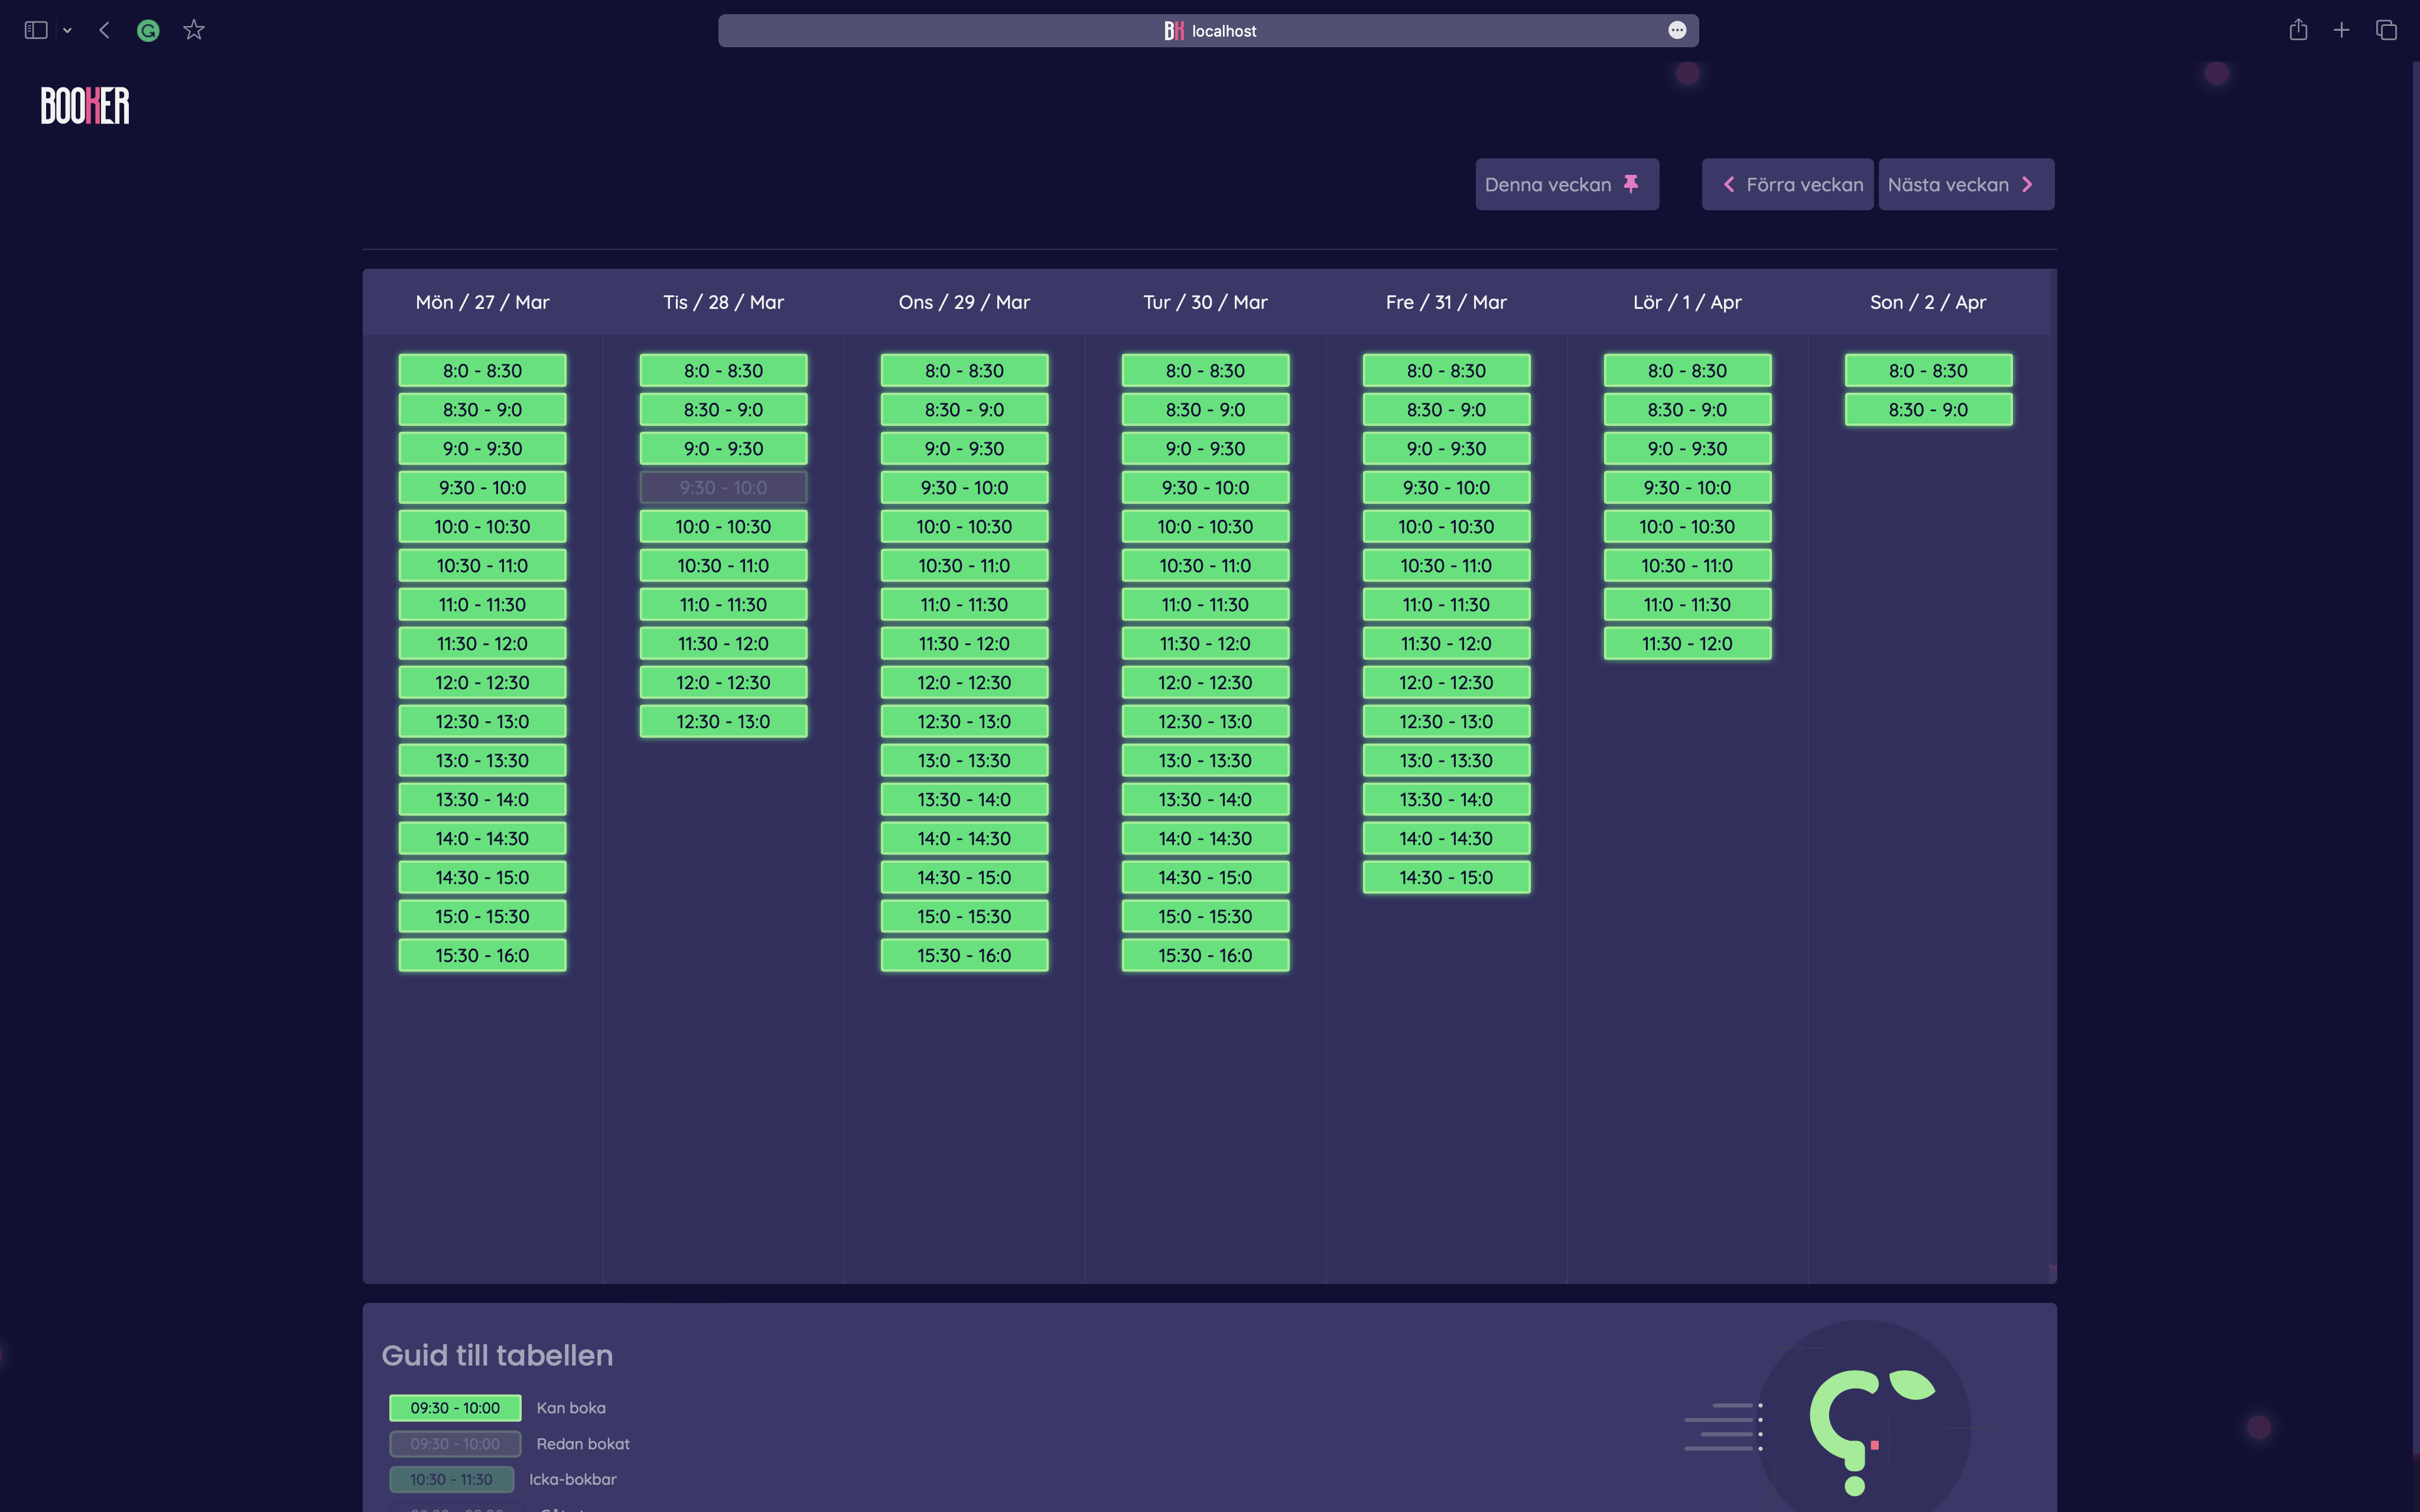 BK localhost
BOOKER
Denna veckan Förra veckan Nästa veckan
Mön / 27 / Mar Tis / 28 / Mar Ons / 29 / Mar Tur / 30 / Mar Fre / 31 / Mar Lör / 1 / Apr Son / 2 / Apr
8:0 - 8:30 8:0 - 8:30 8:0 - 8:30 8:0 - 8:30 8:0 - 8:30 8:0 - 8:30 8:0 - 8:30
8:30 - 9:0 8:30 - 9:0 8:30 - 9:0 8:30 - 9:0 8:30 - 9:0 8:30 - 9:0 8:30 - 9:0
9:0 - 9:30 9:0 - 9:30 9:0 - 9:30 9:0 - 9:30 9:0 - 9:30 9:0 - 9:30
9:30 - 10:0 9:30 - 10:0 9:30 - 10:0 9:30 - 10:0 9:30 - 10:0 9:30 - 10:0
10:0 - 10:30 10:0 - 10:30 10:0 - 10:30 10:0 - 10:30 10:0 - 10:30 10:0 - 10:30
10:30 - 11:0 10:30 - 11:0 10:30 - 11:0 10:30 - 11:0 10:30 - 11:0 10:30 - 11:0
11:0 - 11:30 11:0 - 11:30 11:0 - 11:30 11:0 - 11:30 11:0 - 11:30 11:0 - 11:30
11:30 - 12:0 11:30 - 12:0 11:30 - 12:0 11:30 - 12:0 11:30 - 12:0 11:30 - 12:0
12:0 - 12:30 12:0 - 12:30 12:0 - 12:30 12:0 - 12:30 12:0 - 12:30
12:30 - 13:0 12:30 - 13:0 12:30 - 13:0 12:30 - 13:0 12:30 - 13:0
13:0 - 13:30 13:0 - 13:30 13:0 - 13:30 13:0 - 13:30
13:30 - 14:0 13:30 - 14:0 13:30 - 14:0 13:30 - 14:0
14:0 - 14:30 14:0 - 14:30 14:0 - 14:30 14:0 - 14:30
14:30 - 15:0 14:30 - 15:0 14:30 - 15:0 14:30 - 15:0
15:0 - 15:30 15:0 - 15:30 15:0 - 15:30
15:30 - 16:0 15:30 - 16:0 15:30 - 16:0
Guid till tabellen
09:30 - 10:00 Kan boka
09:30 - 10:00 Redan bokat
10:30 - 11:30 Icka-bokbar